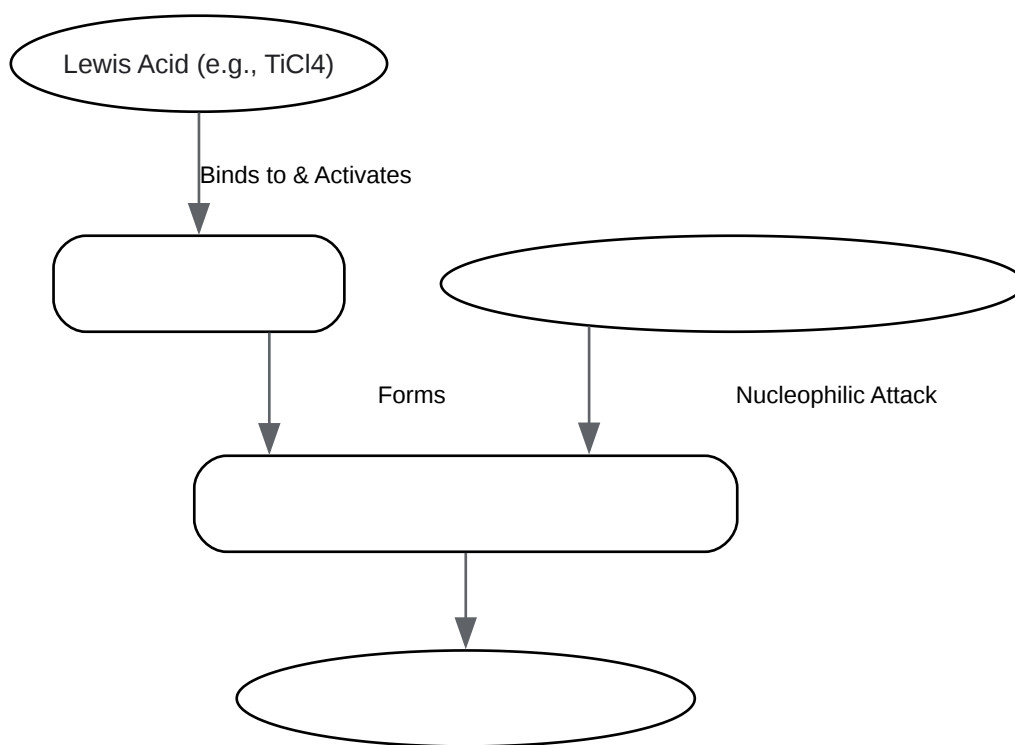 Lewis Acid (e.g., TiCl4)
Binds to & Activates
Forms
Nucleophilic Attack